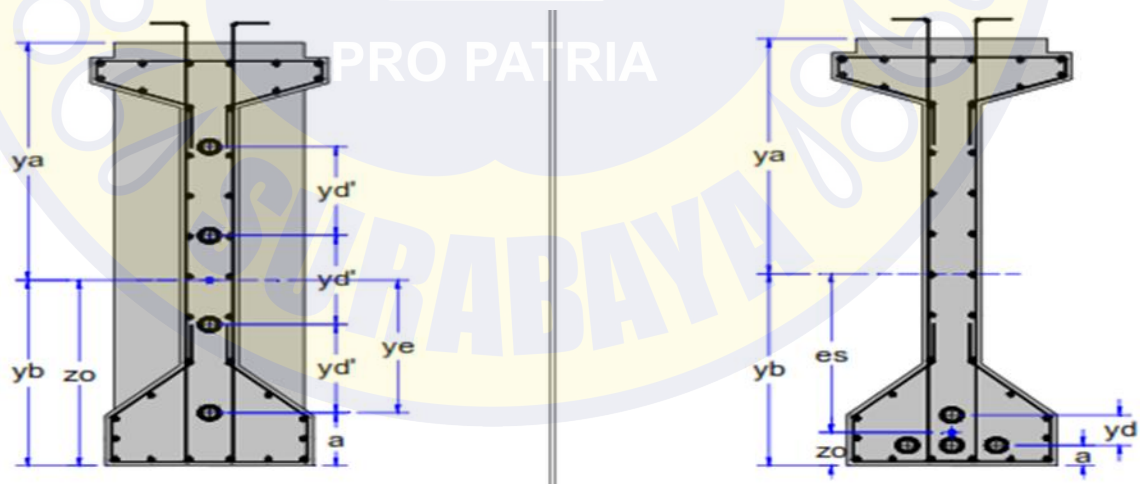 PRO PATRIA
SURABAYA
ya
yb
zo
yd'
yd'
yd'
ye
a
ya
yb
es
zo
yd
a